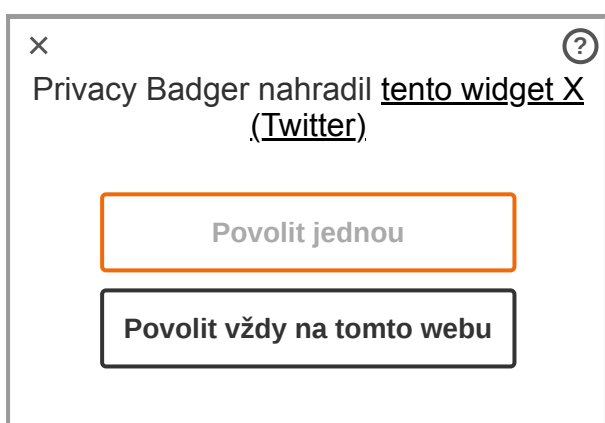 ×
?
Privacy Badger nahradil tento widget X
(Twitter)
Povolit jednou
Povolit vždy na tomto webu